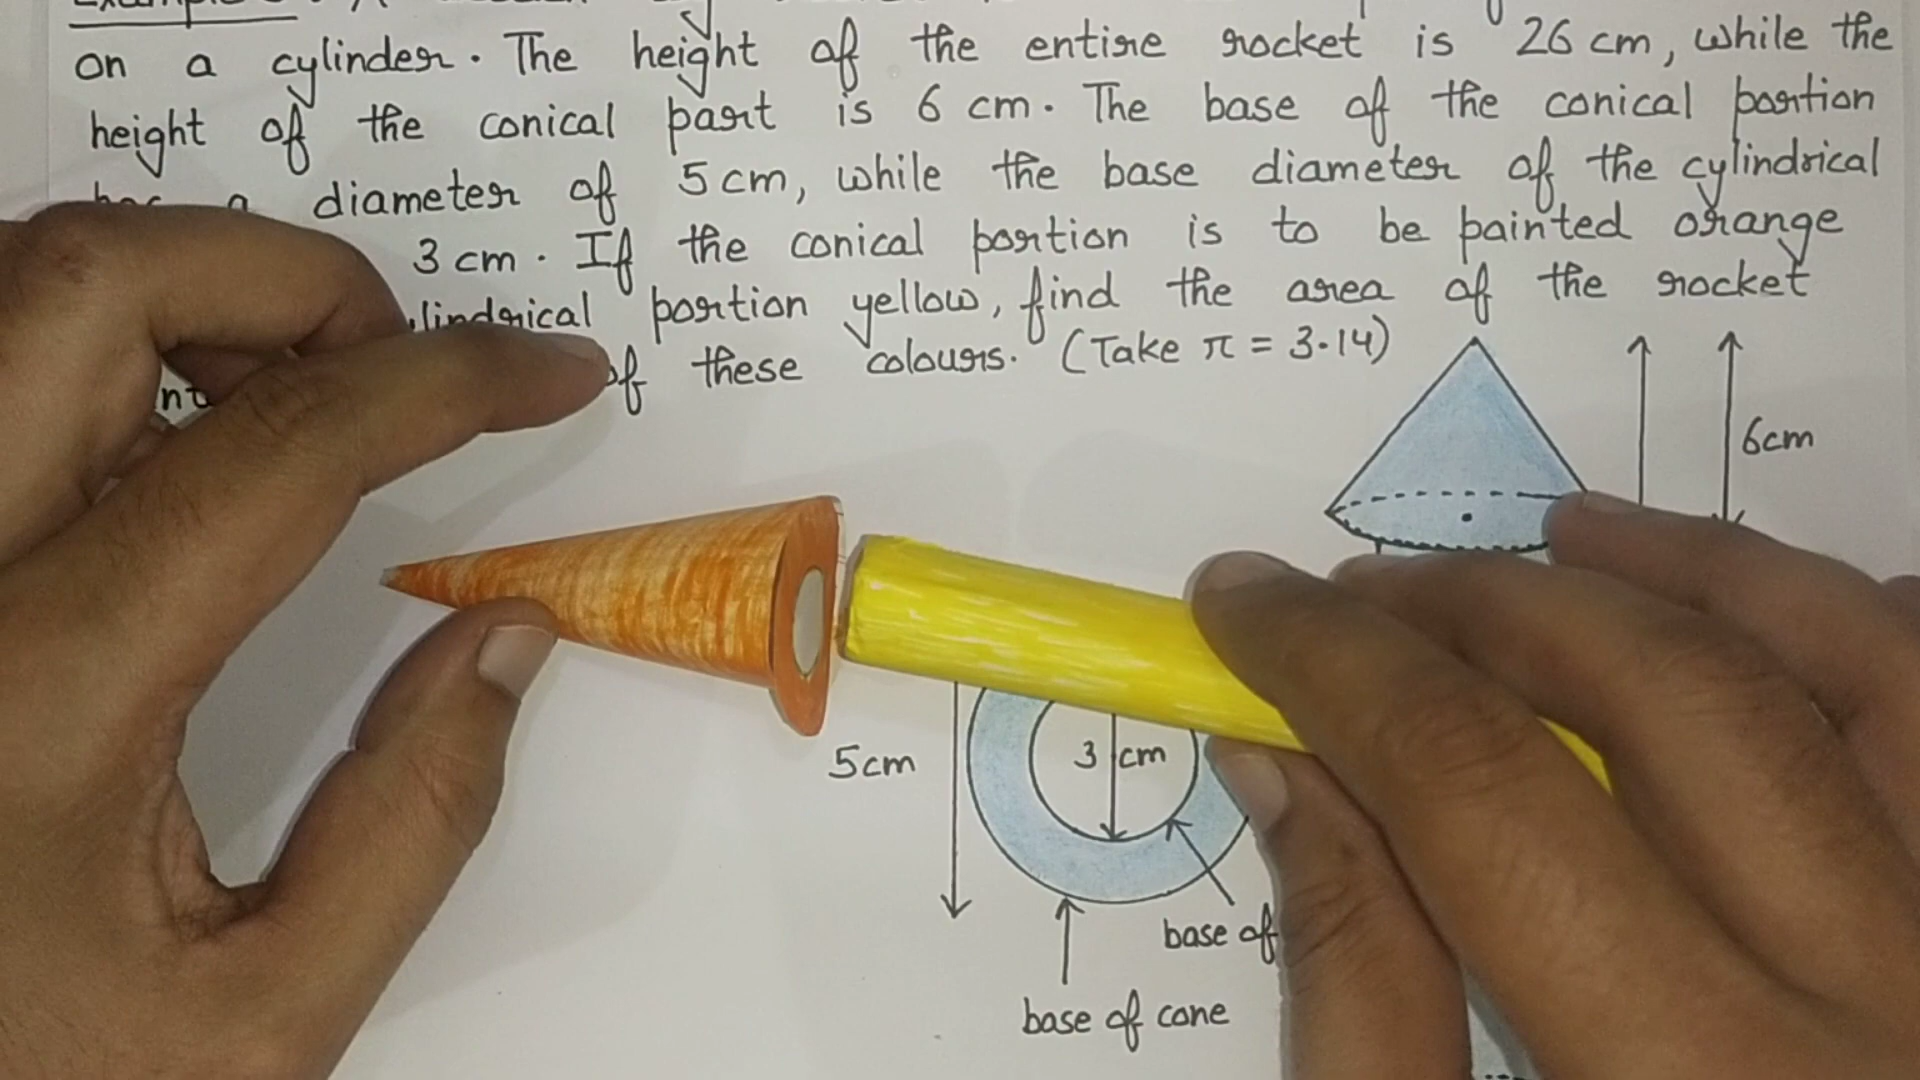 on a cylinder. The height of the entire rocket is 26 cm, while the
height of the conical part is 6 cm. The base of the conical portion
a diameter of 5 cm, while the base diameter of the cylindrical
3 cm. If the conical portion is to be painted orange
portion yellow, find the area of the rocket
of these colours. (Take π = 3.14)
6cm
5cm
3 cm
base of
base of cone